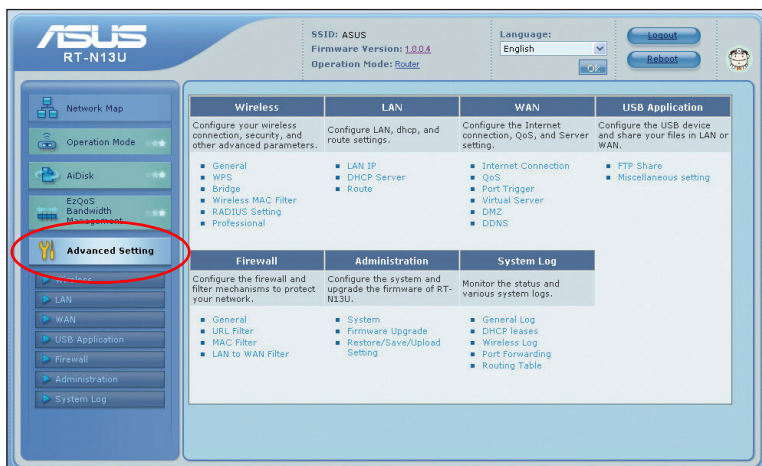 ASUS
RT-N13U
SSID: ASUS
Firmware Version: 1.0.0.4
Operation Mode: Router
Language:
English
OK
Logout
Reboot
Network Map
Operation Mode
AiDisk
EzQoS
Bandwidth
Management
Advanced Setting
Wireless
LAN
WAN
USB Application
Firewall
Administration
System Log
Wireless
Configure your wireless
connection, security, and
other advanced parameters.
General
WPS
Bridge
Wireless MAC Filter
RADIUS Setting
Professional
LAN
Configure LAN, dhcp, and
route settings.
LAN IP
DHCP Server
Route
WAN
Configure the Internet
connection, QoS, and Server
setting.
Internet Connection
QoS
Port Trigger
Virtual Server
DMZ
DDNS
USB Application
Configure the USB device
and share your files in LAN or
WAN.
FTP Share
Miscellaneous setting
Firewall
Configure the firewall and
filter mechanisms to protect
your network.
General
URL Filter
MAC Filter
LAN to WAN Filter
Administration
Configure the system and
upgrade the firmware of RT-
N13U.
System
Firmware Upgrade
Restore/Save/Upload
Setting
System Log
Monitor the status and
various system logs.
General Log
DHCP leases
Wireless Log
Port Forwarding
Routing Table